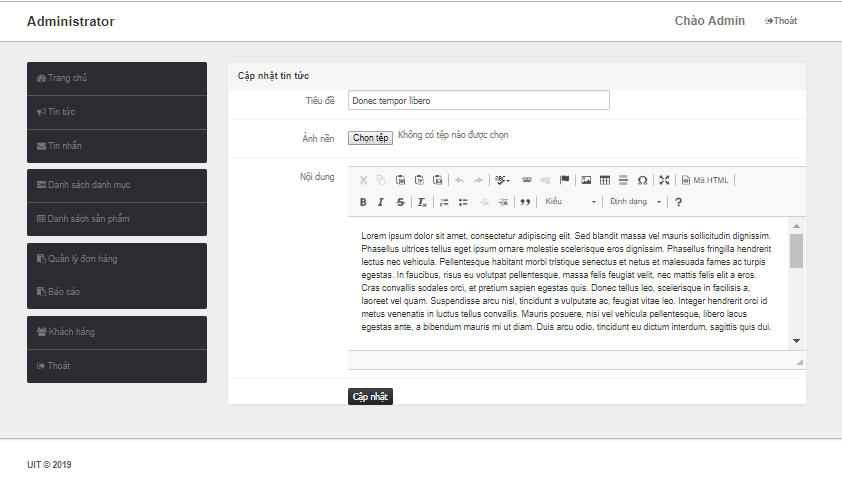 Administrator
Chào Admin
Thoát
Trang chủ
Tin tức
Tin nhắn
Danh sách danh mục
Danh sách sản phẩm
Quản lý đơn hàng
Báo cáo
Khách hàng
Thoát
Cập nhật tin tức
Tiêu đề
Donec tempor libero
Ảnh nền
Chọn tệp Không có tệp nào được chọn
Nội dung
Mã HTML
B I S Ix Kiểu Định dạng ?
Lorem ipsum dolor sit amet, consectetur adipiscing elit. Sed blandit massa vel mauris sollicitudin dignissim.
Phasellus ultrices tellus eget ipsum ornare molestie scelerisque eros dignissim. Phasellus fringilla hendrerit
lectus nec vehicula. Pellentesque habitant morbi tristique senectus et netus et malesuada fames ac turpis
egestas. In faucibus, risus eu volutpat pellentesque, massa felis feugiat velit, nec mattis felis elit a eros.
Cras convallis sodales orci, et pretium sapien egestas quis. Donec tellus leo, scelerisque in facilisis a,
laoreet vel quam. Suspendisse arcu nisl, tincidunt a vulputate ac, feugiat vitae leo. Integer hendrerit orci id
metus venenatis in luctus tellus convallis. Mauris posuere, nisi vel vehicula pellentesque, libero lacus
egestas ante, a bibendum mauris mi ut diam. Duis arcu odio, tincidunt eu dictum interdum, sagittis quis dui.
Cập nhật
UIT © 2019